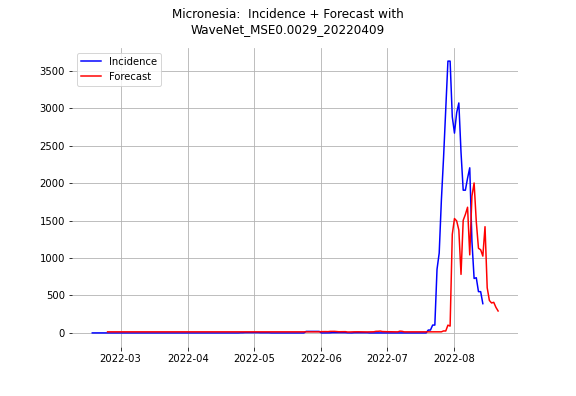 Micronesia:  Incidence + Forecast with
WaveNet_MSE0.0029_20220409
Incidence
Forecast
3500
3000
2500
2000
1500
1000
500
0
2022-03 2022-04 2022-05 2022-06 2022-07 2022-08